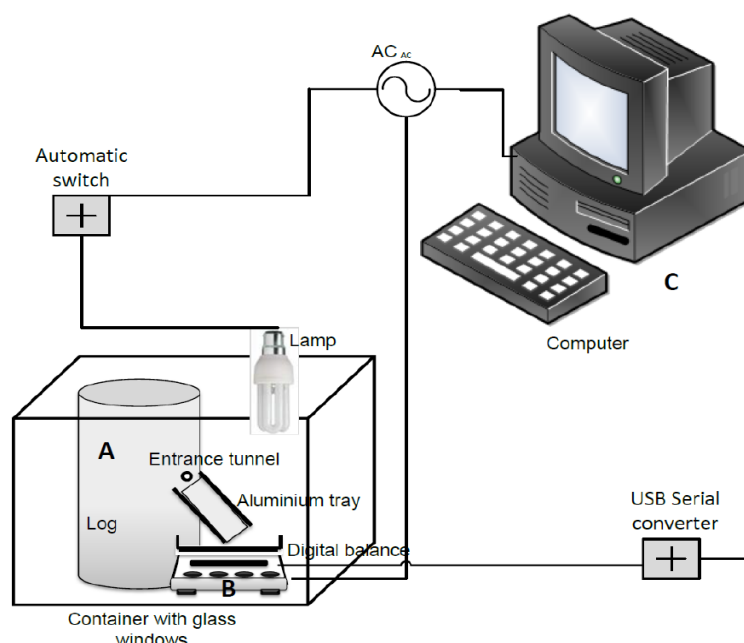 AC AC
Automatic
switch
C
Lamp
Computer
A
Entrance tunnel
Aluminium tray
USB Serial
converter
Log
Digital balance
B
Container with glass
windows